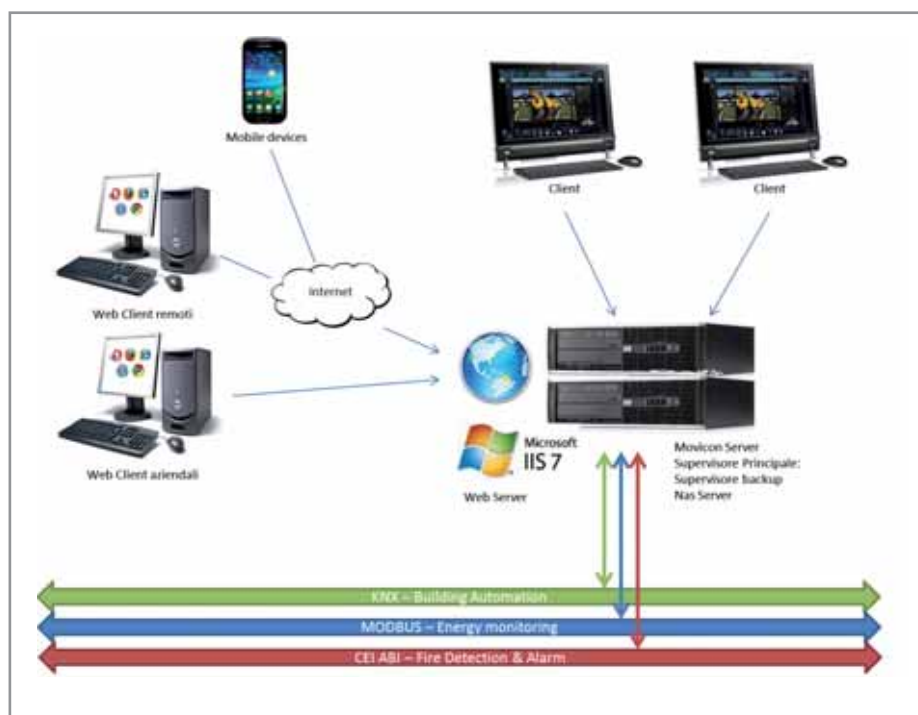 Mobile devices
Client
Client
Internet
Web Client remoti
Web Client aziendali
Microsoft
IIS 7
Web Server
Movicon Server
Supervisore Principale:
Supervisore backup
Nas Server
KNX – Building Automation
MODBUS – Energy monitoring
CEI ABI – Fire Detection & Alarm